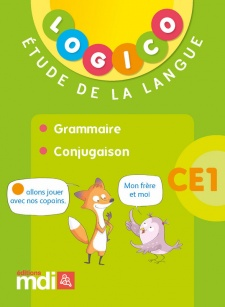 LOGICO
ÉTUDE DE LA LANGUE
Grammaire
Conjugaison
CE1
allons jouer
avec nos copains.
Mon frère
et moi
éditions
mdi